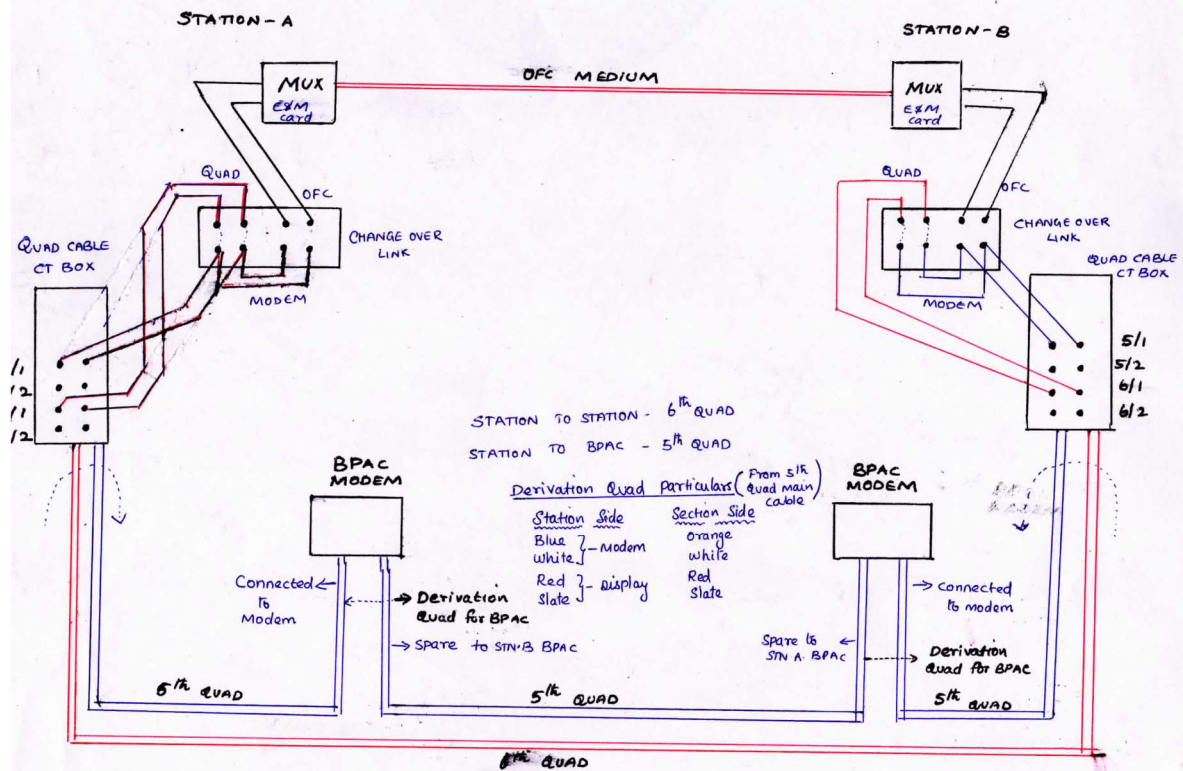 STATION-A
STATION-B
OFC MEDIUM
MUX
E&M
card
MUX
E&M
card
QUAD
OFC
QUAD
OFC
CHANGE OVER
LINK
CHANGE OVER
LINK
QUAD CABLE
CT BOX
QUAD CABLE
CT BOX
MODEM
MODEM
/1
/2
/1
/2
5/1
5/2
6/1
6/2
STATION TO STATION - 6th QUAD
STATION TO BPAC - 5th QUAD
Derivation Quad Particulars (From 5th
Quad main
cable)
Station Side
Section Side
Blue
White } - Modem
Orange
White
Red
Slate } - Display
Red
Slate
BPAC
MODEM
BPAC
MODEM
Connected
to
Modem
Derivation
Quad for BPAC
Spare to STN.B BPAC
Connected
to Modem
Spare to
STN A. BPAC
Derivation
Quad for BPAC
5th QUAD
5th QUAD
5th QUAD
6th QUAD